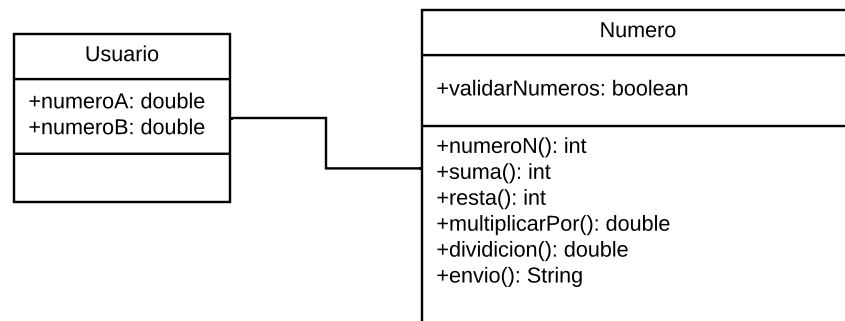 Usuario
+numeroA: double
+numeroB: double
Numero
+validarNumeros: boolean
+numeroN(): int
+suma(): int
+resta(): int
+multiplicarPor(): double
+dividicion(): double
+envio(): String